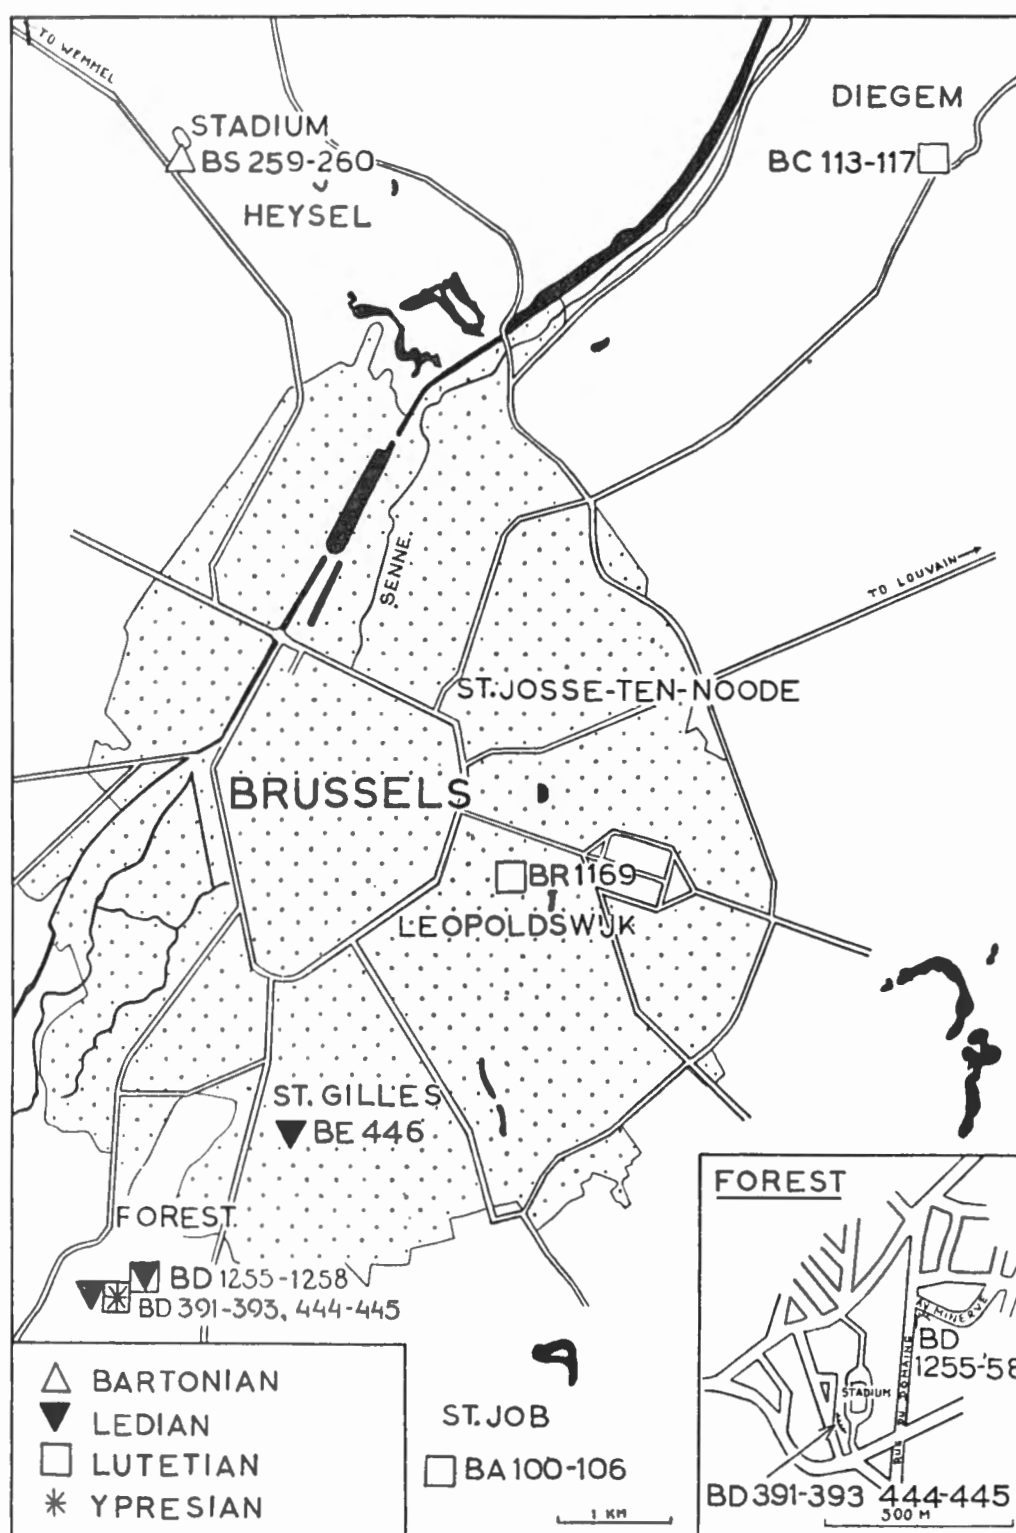 TO WEMMEL
DIEGEM
STADIUM
BS 259-260
BC 113-117
HEYSEL
SENNE
TO LOUVAIN
ST. JOSSE-TEN-NOODE
BRUSSELS
BR 1169
LEOPOLDSWIJK
ST. GILLES
BE 446
FOREST
BD 1255-1258
BD 391-393, 444-445
BARTONIAN
LEDIAN
LUTETIAN
YPRESIAN
ST. JOB
BA 100-106
1 KM
FOREST
AV. MINERVE
BD
1255-'58
STADIUM
RUE DU DOMAINE
BD 391-393 444-445
500 M